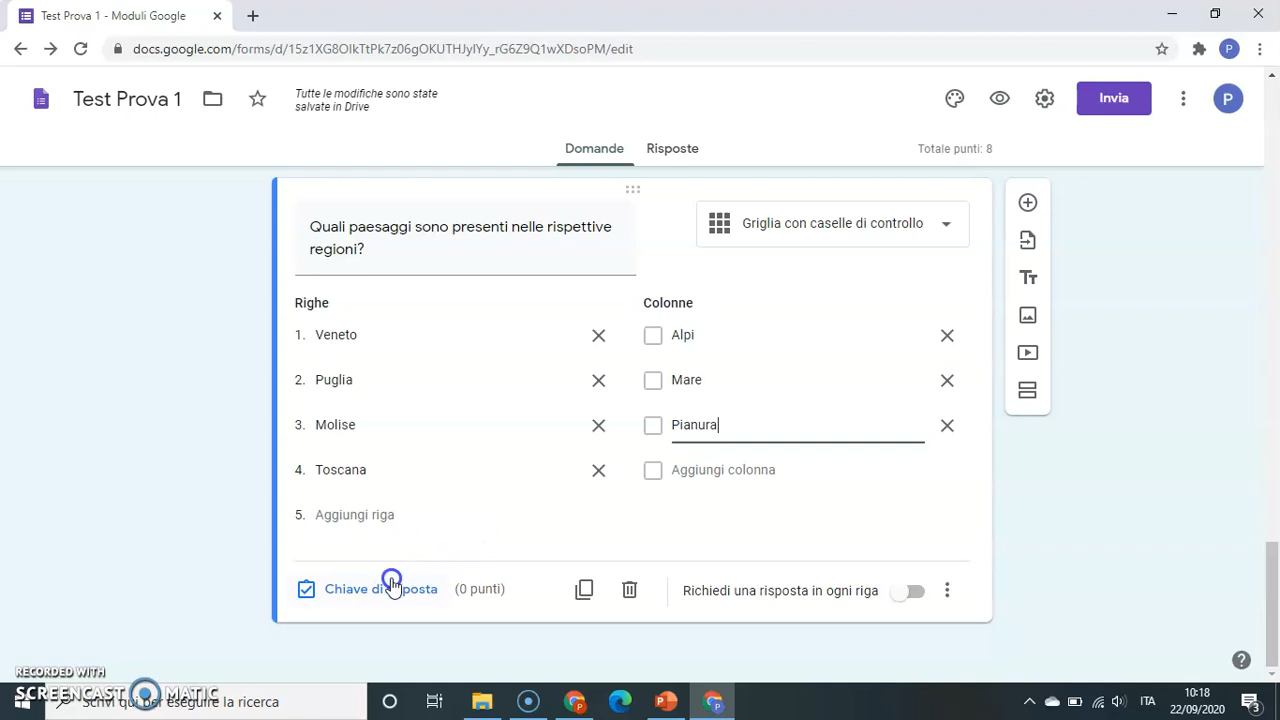 Test Prova 1 - Moduli Google
docs.google.com/forms/d/15z1XG8OIkTtPk7z06gOKUTHJyIYy_rG6Z9Q1wXDsoPM/edit
P
Test Prova 1
Tutte le modifiche sono state
salvate in Drive
Invia
P
Domande
Risposte
Totale punti: 8
Quali paesaggi sono presenti nelle rispettive
regioni?
Griglia con caselle di controllo
Righe
Colonne
1. Veneto
Alpi
2. Puglia
Mare
3. Molise
Pianura
4. Toscana
Aggiungi colonna
5. Aggiungi riga
Chiave di risposta (0 punti)
Richiedi una risposta in ogni riga
RECORDED WITH
SCREENCAST MATIC
Scrivi qui per eseguire la ricerca
ITA
10:18
22/09/2020
3